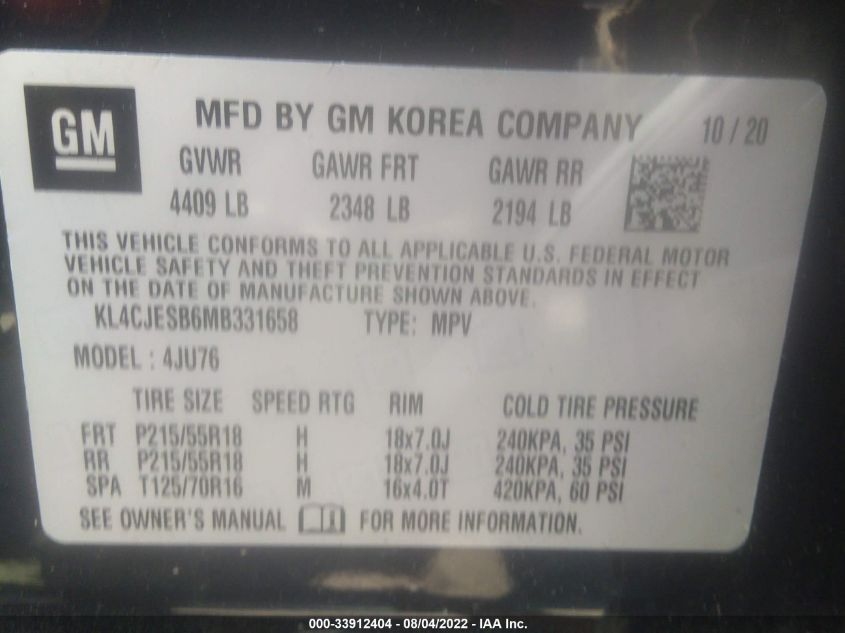 GM
MFD BY GM KOREA COMPANY 10 / 20
GVWR GAWR FRT GAWR RR
4409 LB 2348 LB 2194 LB
THIS VEHICLE CONFORMS TO ALL APPLICABLE U.S. FEDERAL MOTOR
VEHICLE SAFETY AND THEFT PREVENTION STANDARDS IN EFFECT
ON THE DATE OF MANUFACTURE SHOWN ABOVE.
KL4CJESB6MB331658 TYPE: MPV
MODEL : 4JU76
TIRE SIZE SPEED RTG RIM COLD TIRE PRESSURE
FRT P215/55R18 H 18x7.0J 240KPA, 35 PSI
RR P215/55R18 H 18x7.0J 240KPA, 35 PSI
SPA T125/70R16 M 16x4.0T 420KPA, 60 PSI
SEE OWNER'S MANUAL FOR MORE INFORMATION.
000-33912404 - 08/04/2022 - IAA Inc.